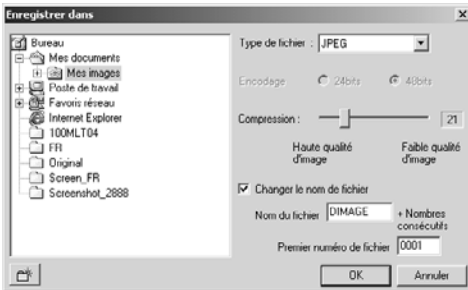 Enregistrer dans
Bureau
Mes documents
Mes images
Poste de travail
Favoris réseau
Internet Explorer
100MLT04
FR
Original
Screen_FR
Screenshot_2888
Type de fichier : JPEG
Encodage 24bits 48bits
Compression : 21
Haute qualité d'image
Faible qualité d'image
Changer le nom de fichier
Nom du fichier DIMAGE + Nombres consécutifs
Premier numéro de fichier 0001
OK Annuler